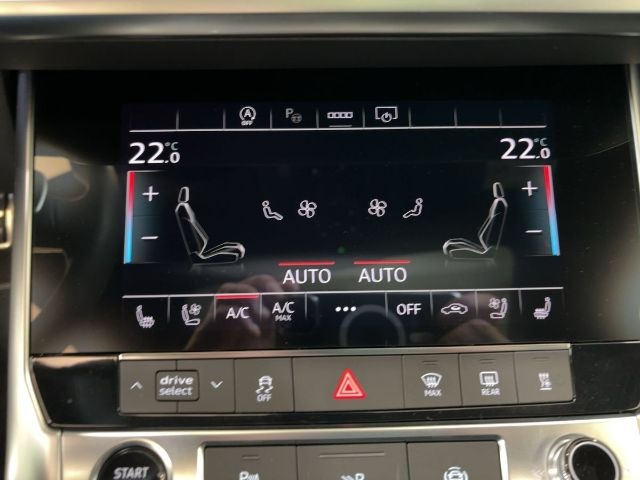 A OFF P
22.0 °C 22.0 °C
+ +
- -
AUTO AUTO
A/C A/C MAX ... OFF
drive select OFF MAX REAR
START P P